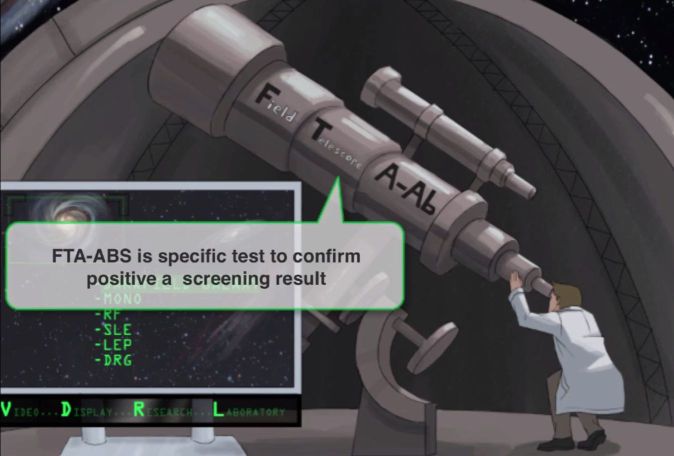 Field
Telescope
A-Ab
FTA-ABS is specific test to confirm
positive a screening result
-MONO
-RF
-SLE
-LEP
-DRG
VIDEO...DISPLAY...RESEARCH...LABORATORY